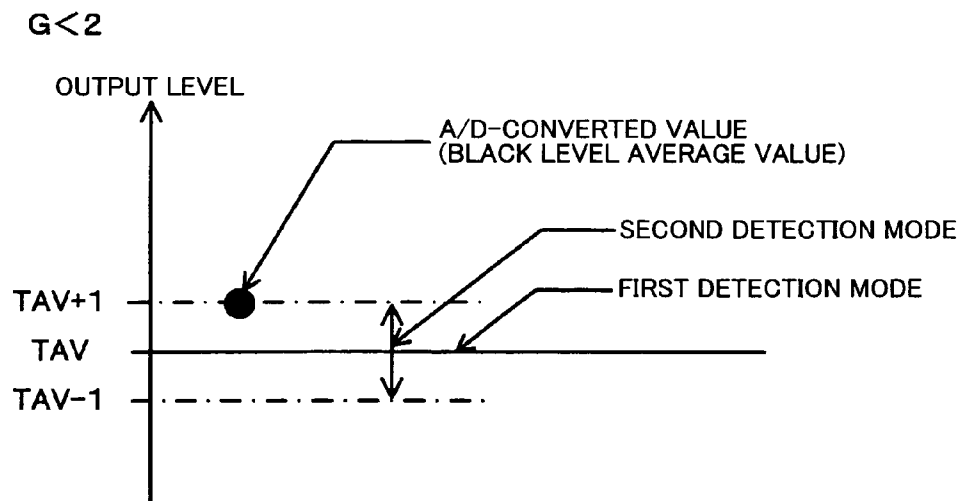 G<2
OUTPUT LEVEL
A/D-CONVERTED VALUE
(BLACK LEVEL AVERAGE VALUE)
SECOND DETECTION MODE
FIRST DETECTION MODE
TAV+1
TAV
TAV-1